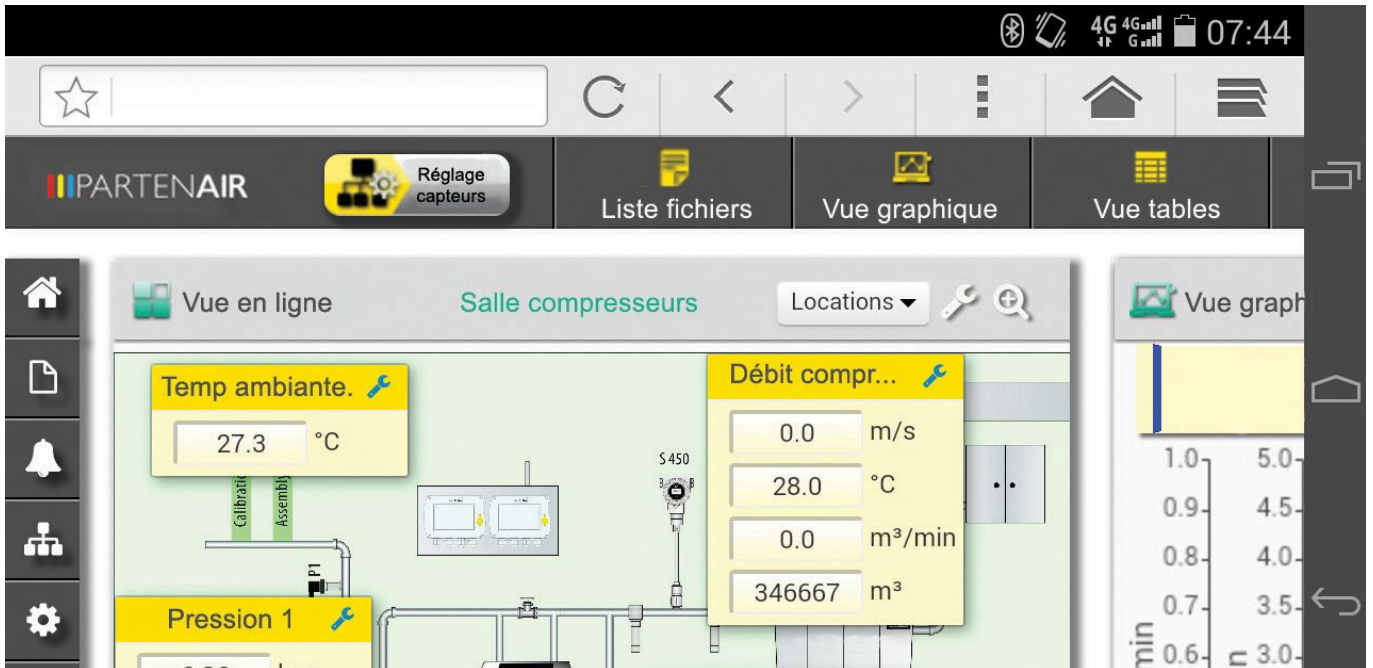 4G 4G G 07:44
PARTENAIR
Réglage
capteurs
Liste fichiers
Vue graphique
Vue tables
Vue en ligne
Salle compresseurs
Locations
Temp ambiante.
27.3 °C
Débit compr...
0.0 m/s
28.0 °C
0.0 m³/min
346667 m³
S 450
B B
Assembly
P1
Pression 1
Vue graph
1.0 5.0
0.9 4.5
0.8 4.0
0.7 3.5
0.6 3.0
min